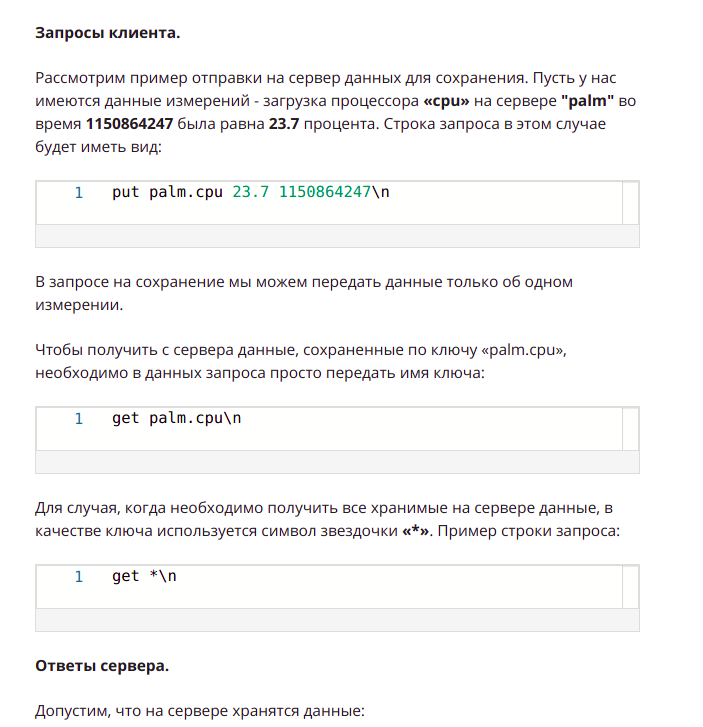 Запросы клиента.
Рассмотрим пример отправки на сервер данных для сохранения. Пусть у нас
имеются данные измерений - загрузка процессора «cpu» на сервере "palm" во
время 1150864247 была равна 23.7 процента. Строка запроса в этом случае
будет иметь вид:
1 put palm.cpu 23.7 1150864247\n
В запросе на сохранение мы можем передать данные только об одном
измерении.
Чтобы получить с сервера данные, сохраненные по ключу «palm.cpu»,
необходимо в данных запроса просто передать имя ключа:
1 get palm.cpu\n
Для случая, когда необходимо получить все хранимые на сервере данные, в
качестве ключа используется символ звездочки «*». Пример строки запроса:
1 get *\n
Ответы сервера.
Допустим, что на сервере хранятся данные: